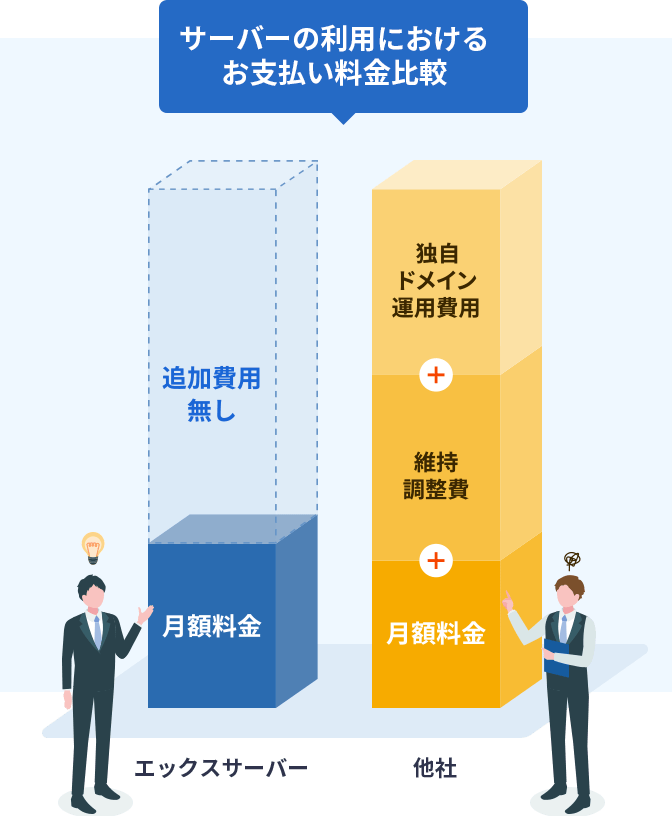 サーバーの利用における
お支払い料金比較
追加費用
無し
月額料金
独自
ドメイン
運用費用
+
維持
調整費
+
月額料金
エックスサーバー
他社